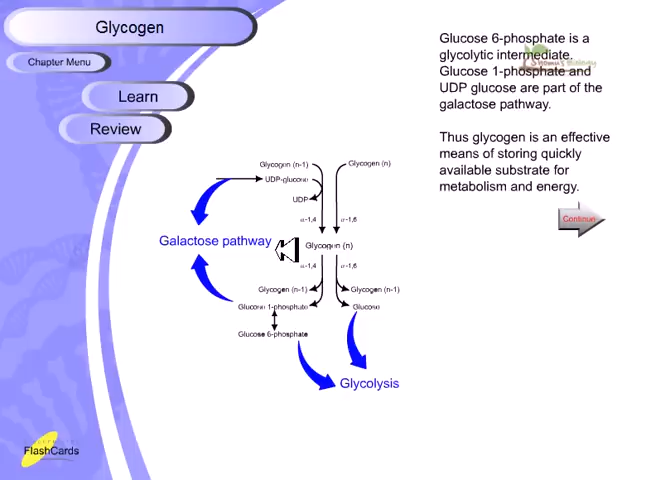 Glycogen
Chapter Menu
Learn
Review
Glucose 6-phosphate is a
glycolytic intermediate.
Glucose 1-phosphate and
UDP glucose are part of the
galactose pathway.
Thus glycogen is an effective
means of storing quickly
available substrate for
metabolism and energy.
Continue
Shomu's Biology
Glycogen (n-1)
Glycogen (n)
UDP-glucose
UDP
α-1,4
α-1,6
Galactose pathway
Glycogen (n)
α-1,4
α-1,6
Glycogen (n-1)
Glycogen (n-1)
Glucose 1-phosphate
Glucose
Glucose 6-phosphate
Glycolysis
FlashCards